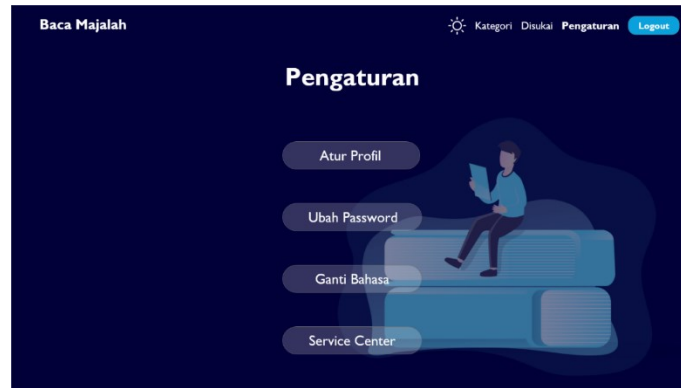 Baca Majalah
Kategori Disukai Pengaturan Logout
Pengaturan
Atur Profil
Ubah Password
Ganti Bahasa
Service Center